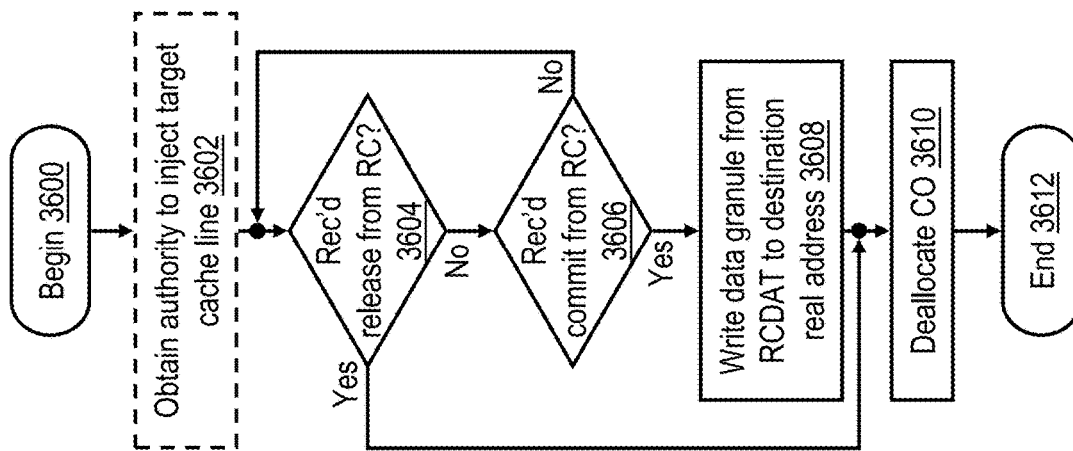 Begin 3600
Obtain authority to inject target
cache line 3602
Rec'd
release from RC?
3604
Yes
No
Rec'd
commit from RC?
3606
No
Yes
Write data granule from
RCDAT to destination
real address 3608
Deallocate CO 3610
End 3612